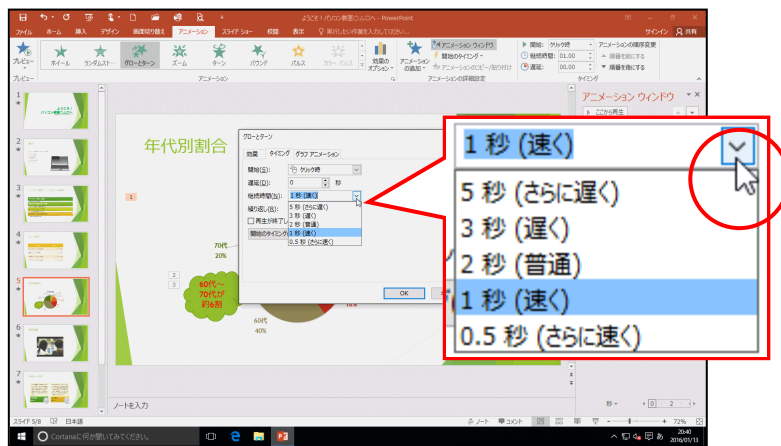 ようこそ！パソコン教室○△□へ - PowerPoint
ファイル ホーム 挿入 デザイン 画面切り替え アニメーション スライド ショー 校閲 表示 実行したい作業を入力してください... サインイン 共有
プレビュー
ホイール ランダムスト... グローとターン ズーム ターン バウンド パルス カラー パルス
効果の オプション
アニメーション の追加
アニメーション ウィンドウ
開始のタイミング
アニメーションのコピー/貼り付け
開始: クリック時
継続時間: 01.00
遅延: 00.00
アニメーションの順序変更
順番を前にする
順番を後にする
プレビュー アニメーション アニメーションの詳細設定 タイミング
アニメーション ウィンドウ
ここから再生
1
2
3
4
5
6
7
年代別割合
1
2
3
70代
20%
60代～
70代が
約6割
60代
40%
グローとターン
効果 タイミング グラフ アニメーション
開始(S): クリック時
遅延(D): 0 秒
継続時間(N): 1 秒 (速く)
繰り返し(R): 5 秒 (さらに遅く)
3 秒 (遅く)
再生が終了し 2 秒 (普通)
開始のタイミング 1 秒 (速く)
0.5 秒 (さらに速く)
OK
1 秒 (速く)
5 秒 (さらに遅く)
3 秒 (遅く)
2 秒 (普通)
1 秒 (速く)
0.5 秒 (さらに速く)
ノートを入力
秒 0 2
スライド 5/8 日本語 ノート コメント 72%
Cortanaに何か聞いてみてください。 あ 20:40
2016/01/13